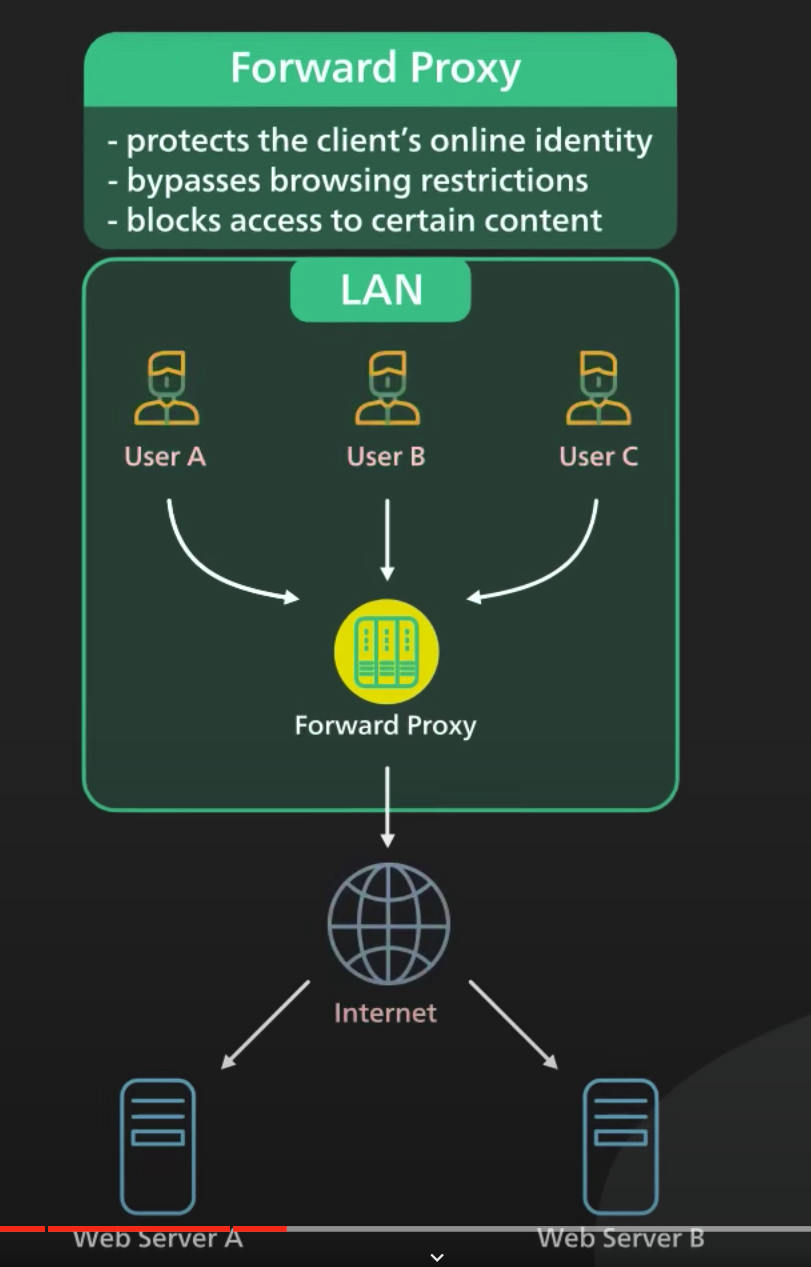 Forward Proxy
- protects the client's online identity
- bypasses browsing restrictions
- blocks access to certain content
LAN
User A
User B
User C
Forward Proxy
Internet
Web Server A
Web Server B